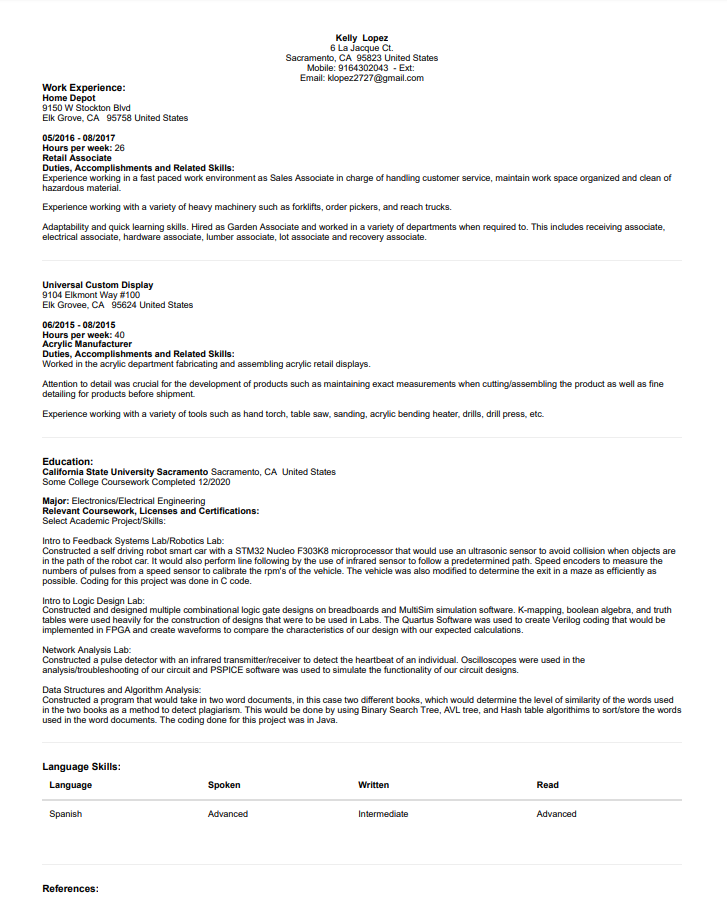 Kelly Lopez
6 La Jacque Ct.
Sacramento, CA 95823 United States
Mobile: 9164302043 - Ext:
Email: klopez2727@gmail.com
Work Experience:
Home Depot
9150 W Stockton Blvd
Elk Grove, CA 95758 United States
05/2016 - 08/2017
Hours per week: 26
Retail Associate
Duties, Accomplishments and Related Skills:
Experience working in a fast paced work environment as Sales Associate in charge of handling customer service, maintain work space organized and clean of
hazardous material.
Experience working with a variety of heavy machinery such as forklifts, order pickers, and reach trucks.
Adaptability and quick learning skills. Hired as Garden Associate and worked in a variety of departments when required to. This includes receiving associate,
electrical associate, hardware associate, lumber associate, lot associate and recovery associate.
Universal Custom Display
9104 Elkmont Way #100
Elk Grovee, CA 95624 United States
06/2015 - 08/2015
Hours per week: 40
Acrylic Manufacturer
Duties, Accomplishments and Related Skills:
Worked in the acrylic department fabricating and assembling acrylic retail displays.
Attention to detail was crucial for the development of products such as maintaining exact measurements when cutting/assembling the product as well as fine
detailing for products before shipment.
Experience working with a variety of tools such as hand torch, table saw, sanding, acrylic bending heater, drills, drill press, etc.
Education:
California State University Sacramento Sacramento, CA United States
Some College Coursework Completed 12/2020
Major: Electronics/Electrical Engineering
Relevant Coursework, Licenses and Certifications:
Select Academic Project/Skills:
Intro to Feedback Systems Lab/Robotics Lab:
Constructed a self driving robot smart car with a STM32 Nucleo F303K8 microprocessor that would use an ultrasonic sensor to avoid collision when objects are
in the path of the robot car. It would also perform line following by the use of infrared sensor to follow a predetermined path. Speed encoders to measure the
numbers of pulses from a speed sensor to calibrate the rpm's of the vehicle. The vehicle was also modified to determine the exit in a maze as efficiently as
possible. Coding for this project was done in C code.
Intro to Logic Design Lab:
Constructed and designed multiple combinational logic gate designs on breadboards and MultiSim simulation software. K-mapping, boolean algebra, and truth
tables were used heavily for the construction of designs that were to be used in Labs. The Quartus Software was used to create Verilog coding that would be
implemented in FPGA and create waveforms to compare the characteristics of our design with our expected calculations.
Network Analysis Lab:
Constructed a pulse detector with an infrared transmitter/receiver to detect the heartbeat of an individual. Oscilloscopes were used in the
analysis/troubleshooting of our circuit and PSPICE software was used to simulate the functionality of our circuit designs.
Data Structures and Algorithm Analysis:
Constructed a program that would take in two word documents, in this case two different books, which would determine the level of similarity of the words used
in the two books as a method to detect plagiarism. This would be done by using Binary Search Tree, AVL tree, and Hash table algorithims to sort/store the words
used in the word documents. The coding done for this project was in Java.
Language Skills:
Language Spoken Written Read
Spanish Advanced Intermediate Advanced
References: